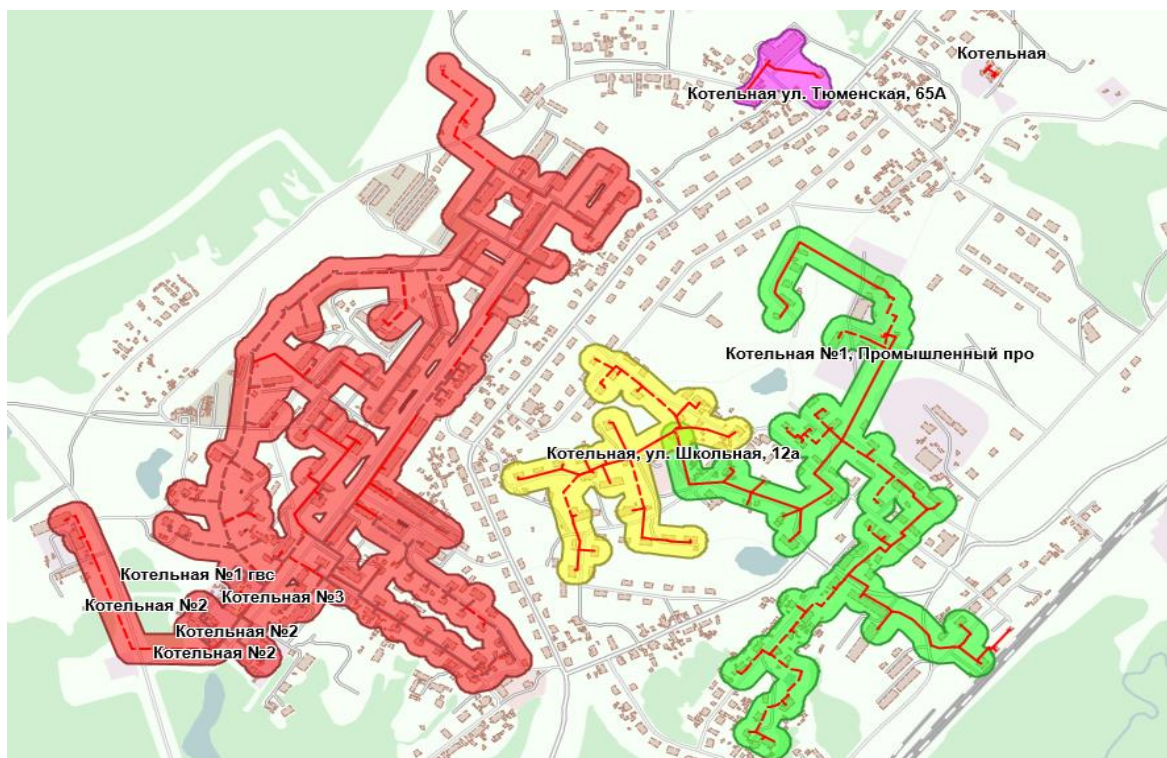 Котельная
Котельная ул. Тюменская, 65А
Котельная №1, Промышленный про
Котельная, ул. Школьная, 12а
Котельная №1 гвс
Котельная №3
Котельная №2
Котельная №2
Котельная №2